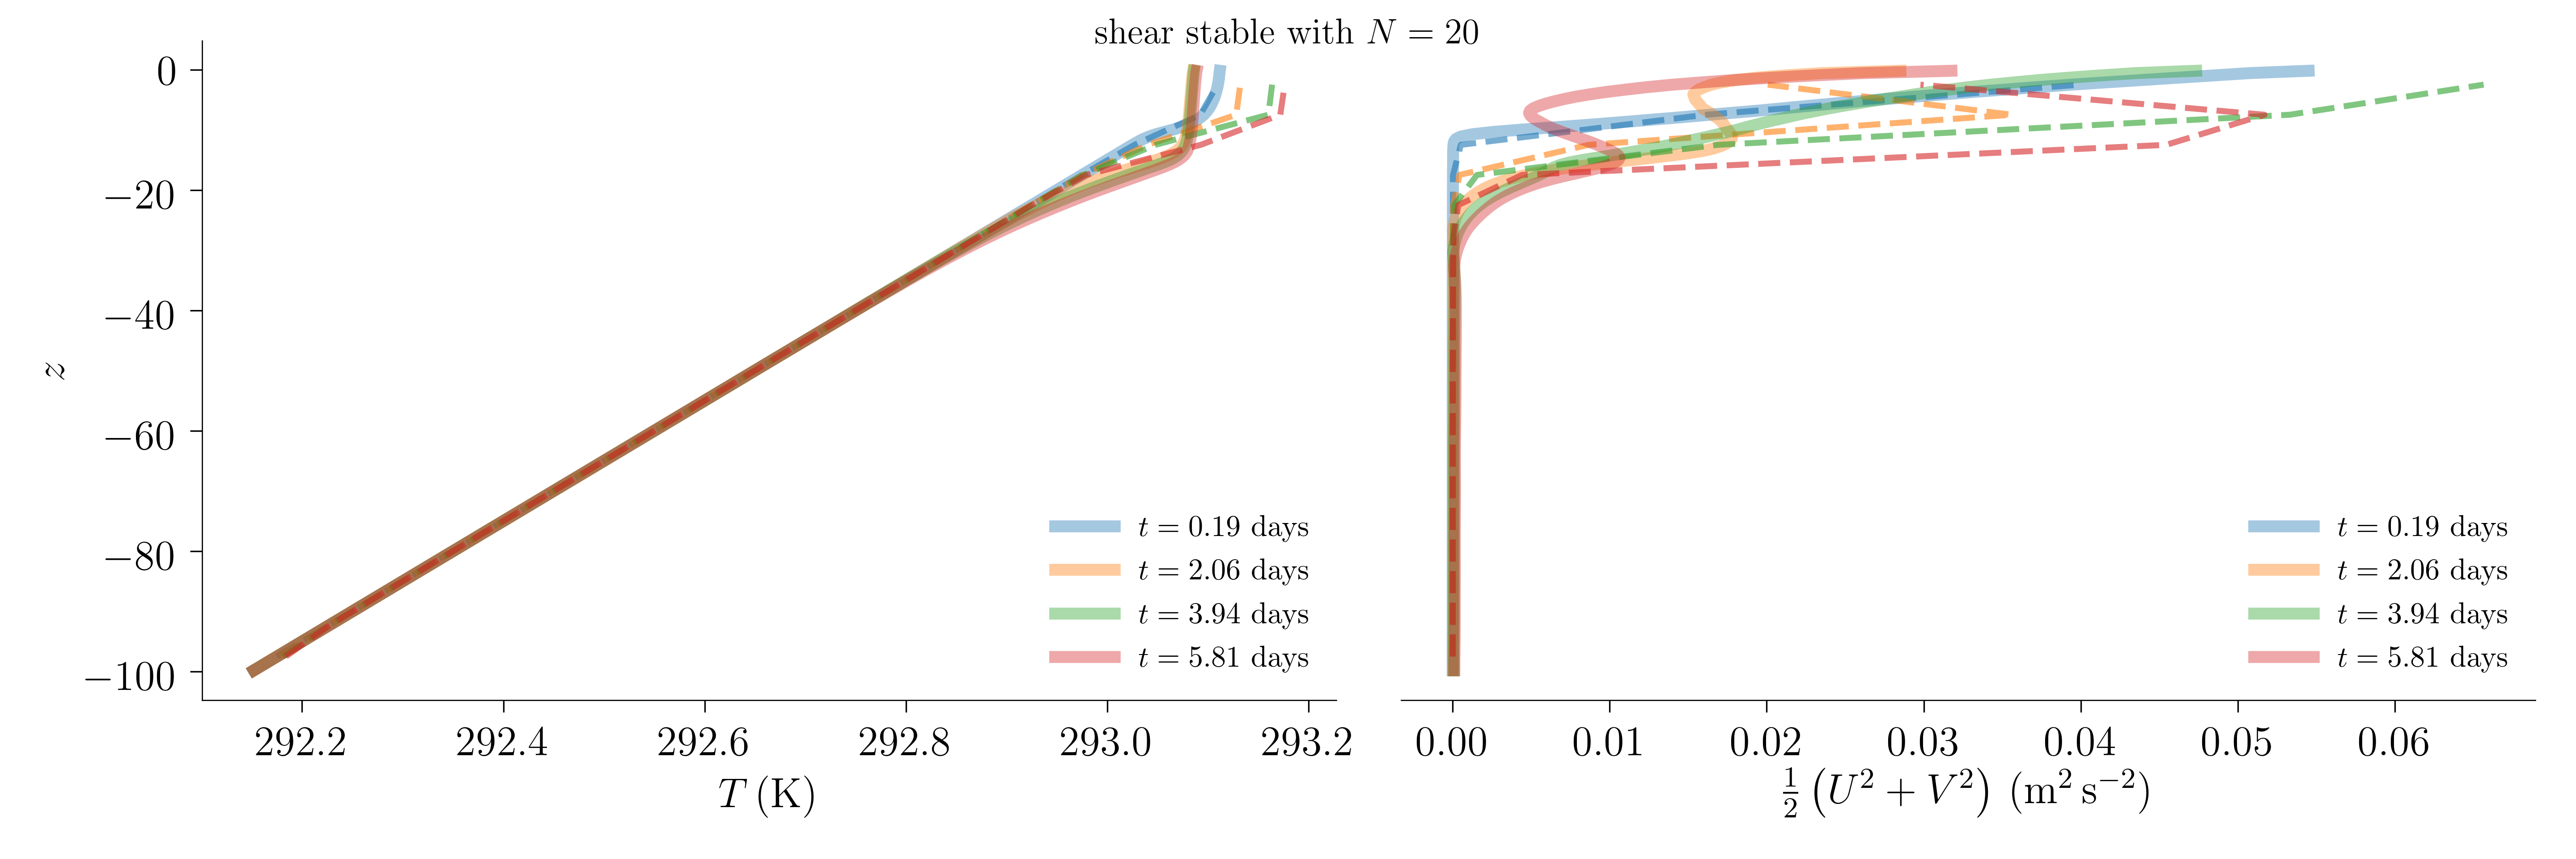 shear stable with N = 20
0
−20
−40
−60
−80
−100
z
292.2 292.4 292.6 292.8 293.0 293.2
T (K)
t = 0.19 days
t = 2.06 days
t = 3.94 days
t = 5.81 days
0.00 0.01 0.02 0.03 0.04 0.05 0.06
½ (U² + V²) (m² s⁻²)
t = 0.19 days
t = 2.06 days
t = 3.94 days
t = 5.81 days